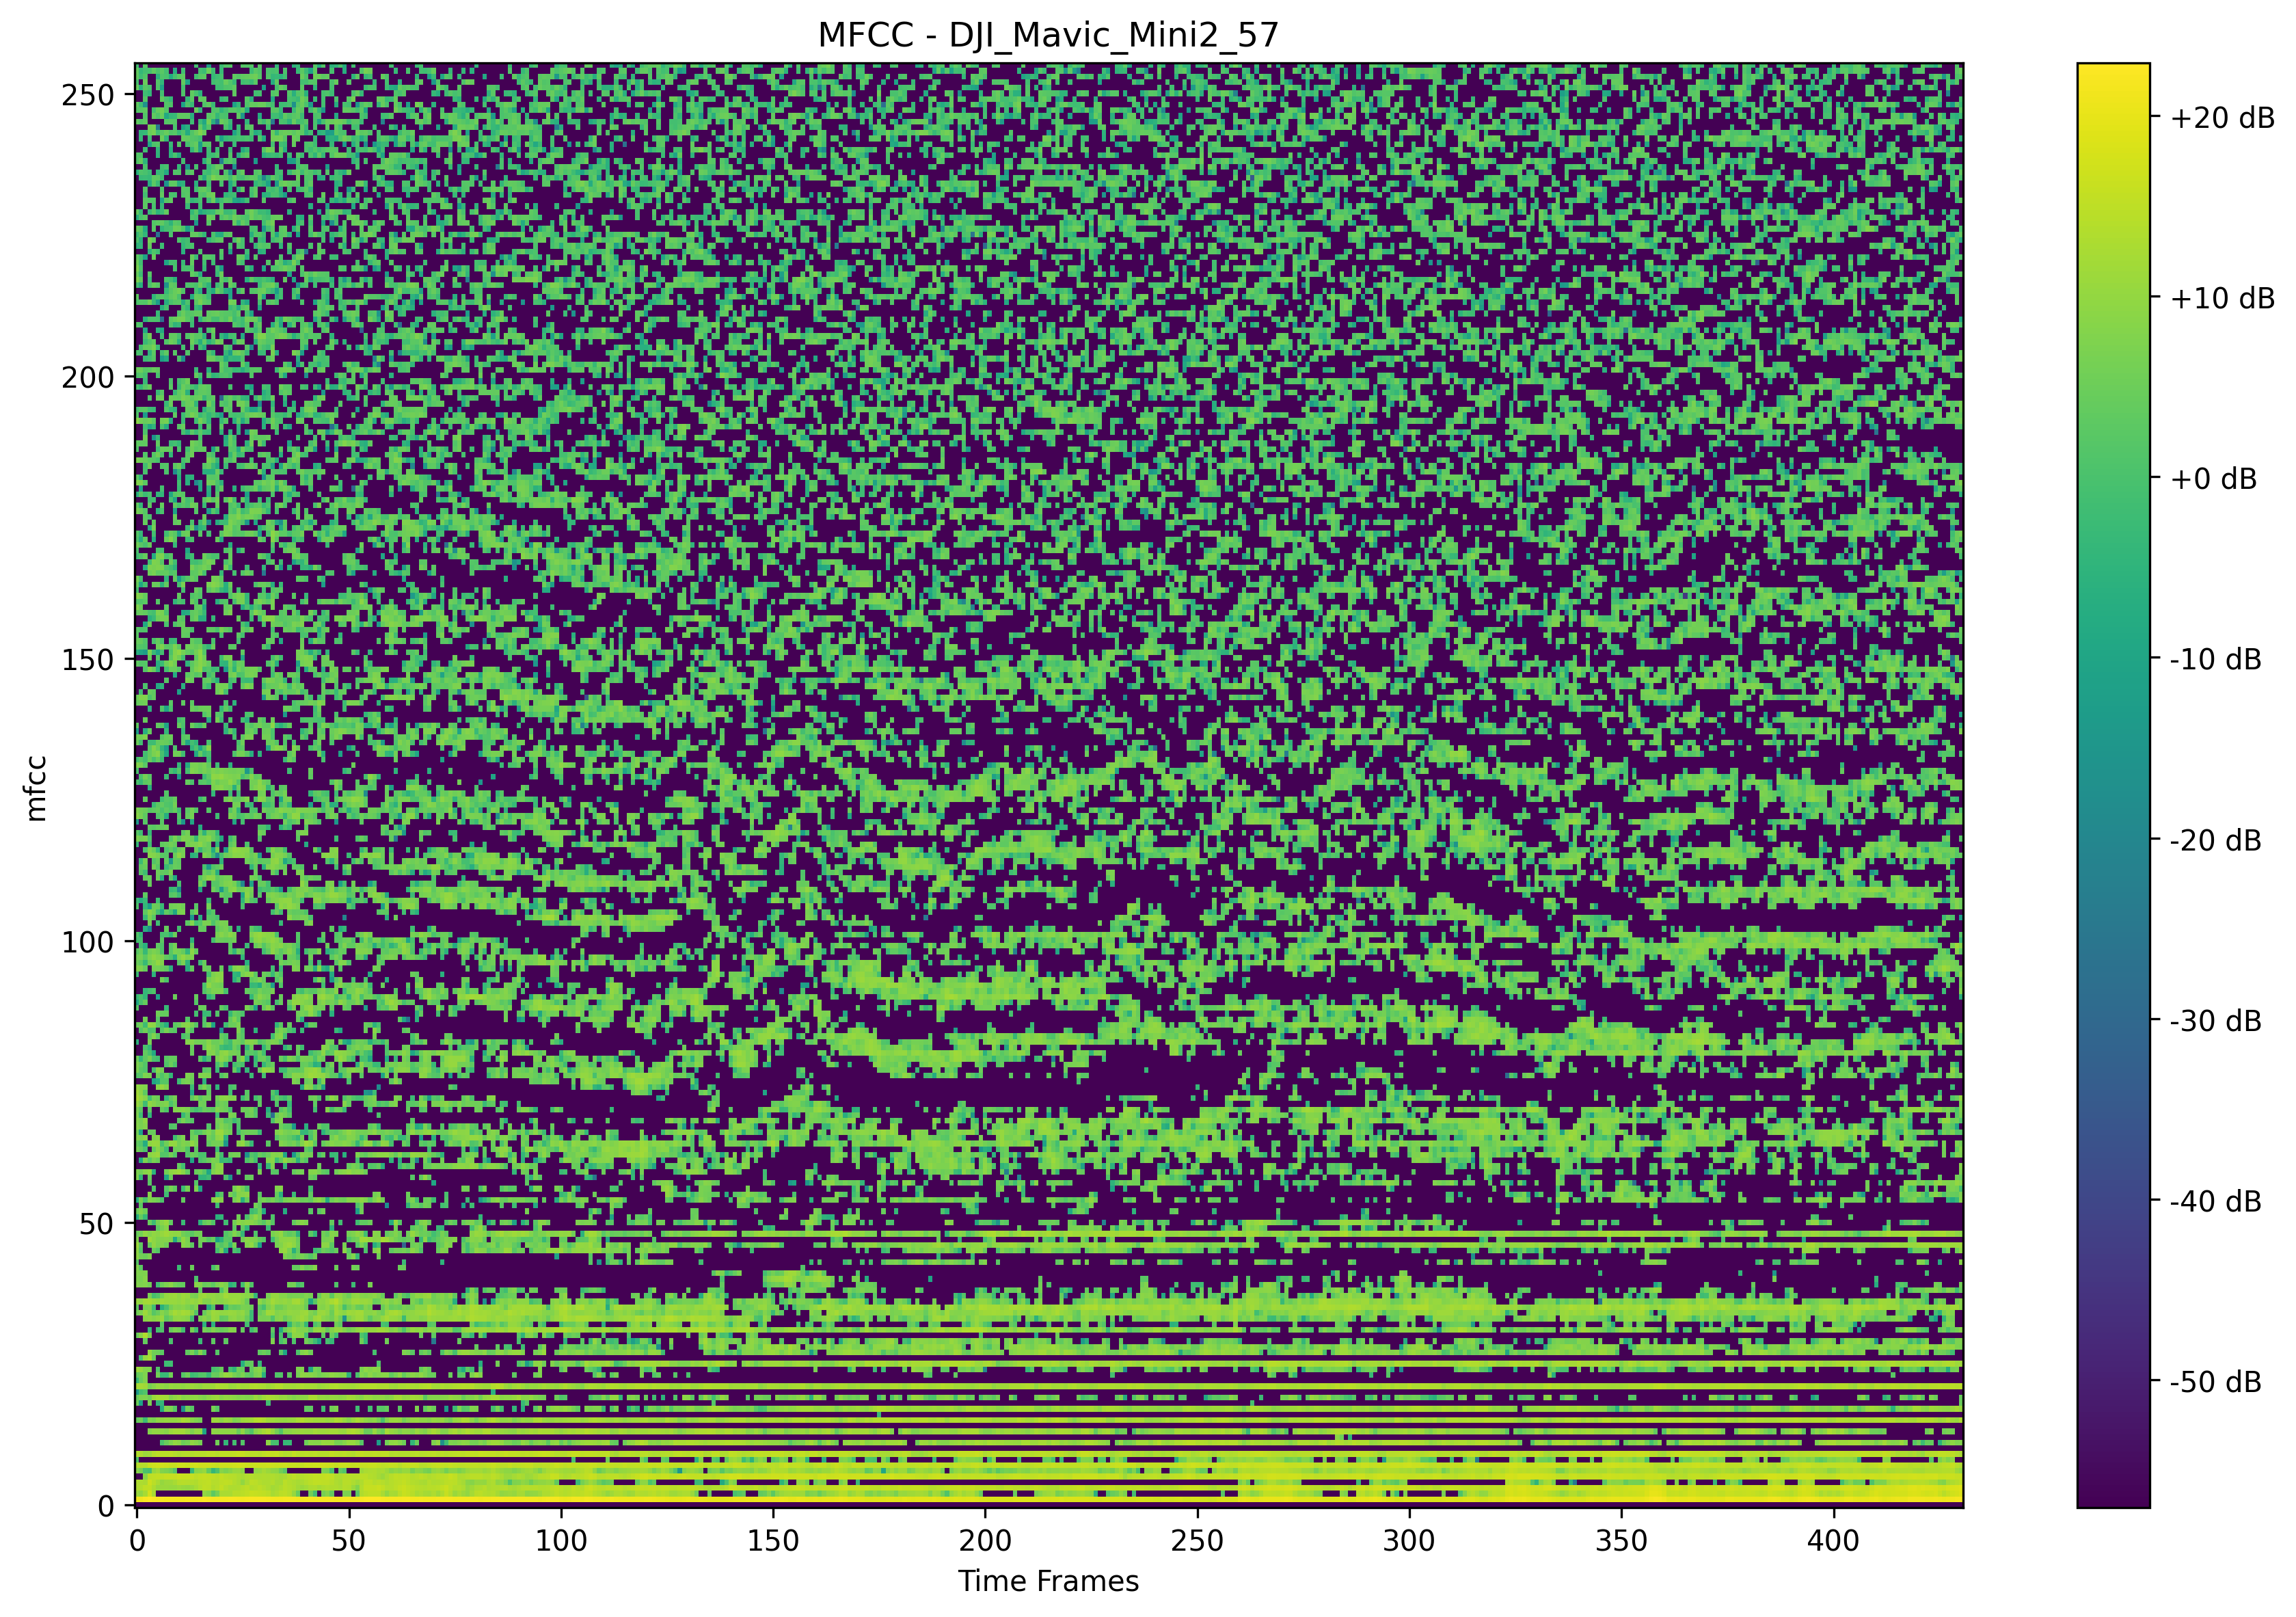 MFCC - DJI_Mavic_Mini2_57
250
200
150
100
50
0
mfcc
0 50 100 150 200 250 300 350 400
Time Frames
+20 dB
+10 dB
+0 dB
-10 dB
-20 dB
-30 dB
-40 dB
-50 dB